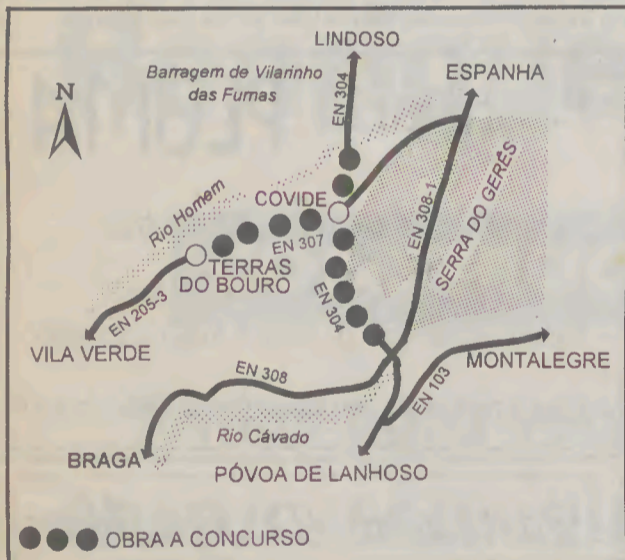 LINDOSO
Barragem de Vilarinho
das Furnas
ESPANHA
N
EN 304
COVIDE
Rio Homem
EN 307
EN 308-1
SERRA DO GERÊS
TERRAS
DO BOURO
EN 205-3
EN 304
VILA VERDE
EN 308
MONTALEGRE
EN 103
Rio Cávado
BRAGA
PÓVOA DE LANHOSO
OBRA A CONCURSO